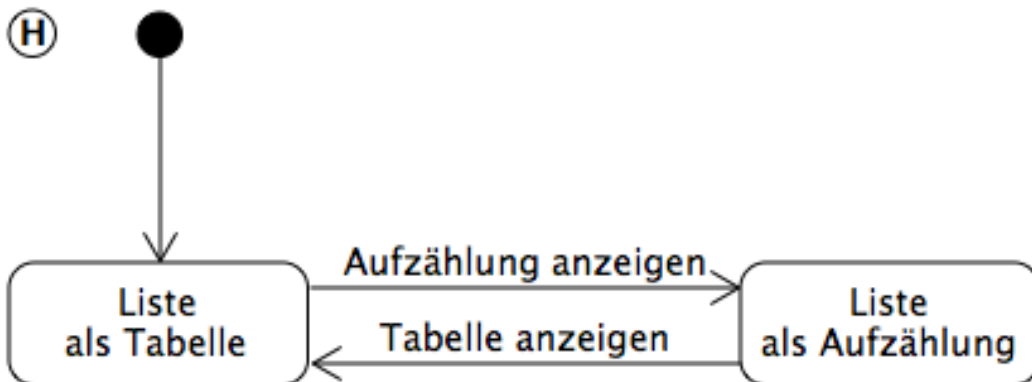 H
Aufzählung anzeigen
Liste
als Tabelle
Tabelle anzeigen
Liste
als Aufzählung